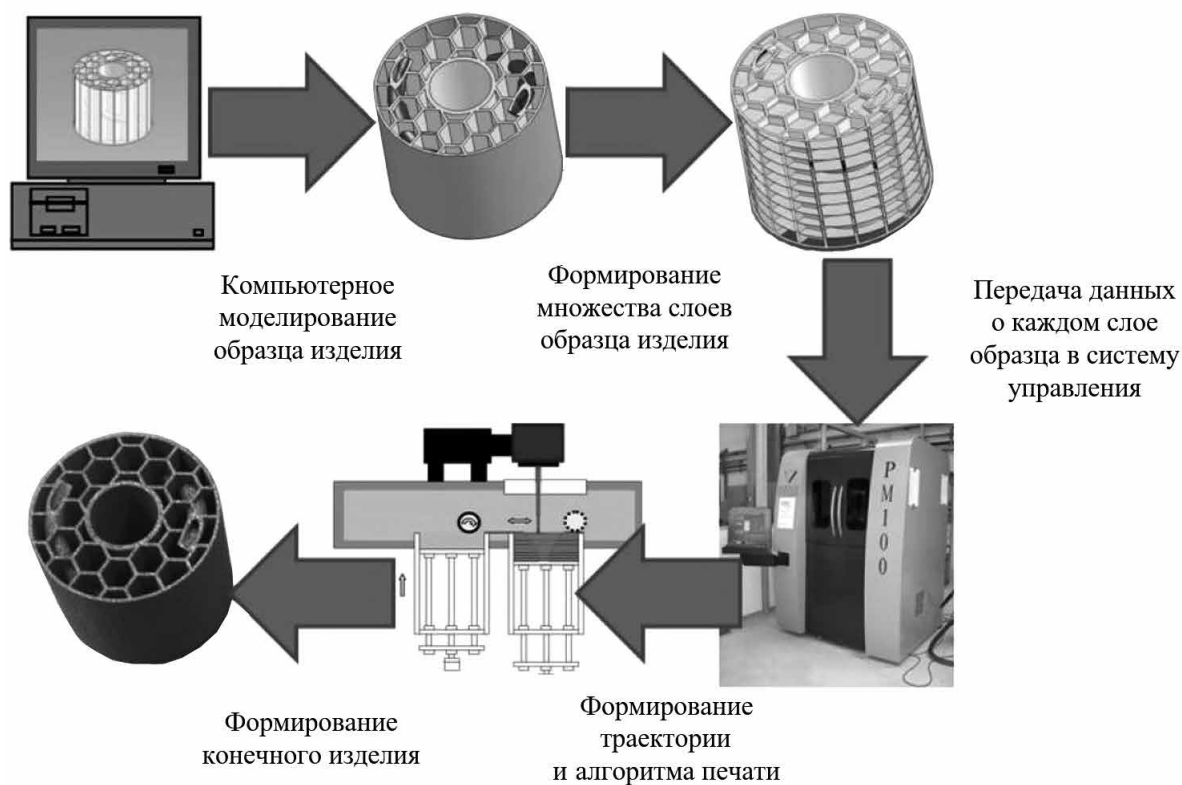 Компьютерное
моделирование
образца изделия
Формирование
множества слоев
образца изделия
Передача данных
о каждом слое
образца в систему
управления
PM100
Формирование
конечного изделия
Формирование
траектории
и алгоритма печати